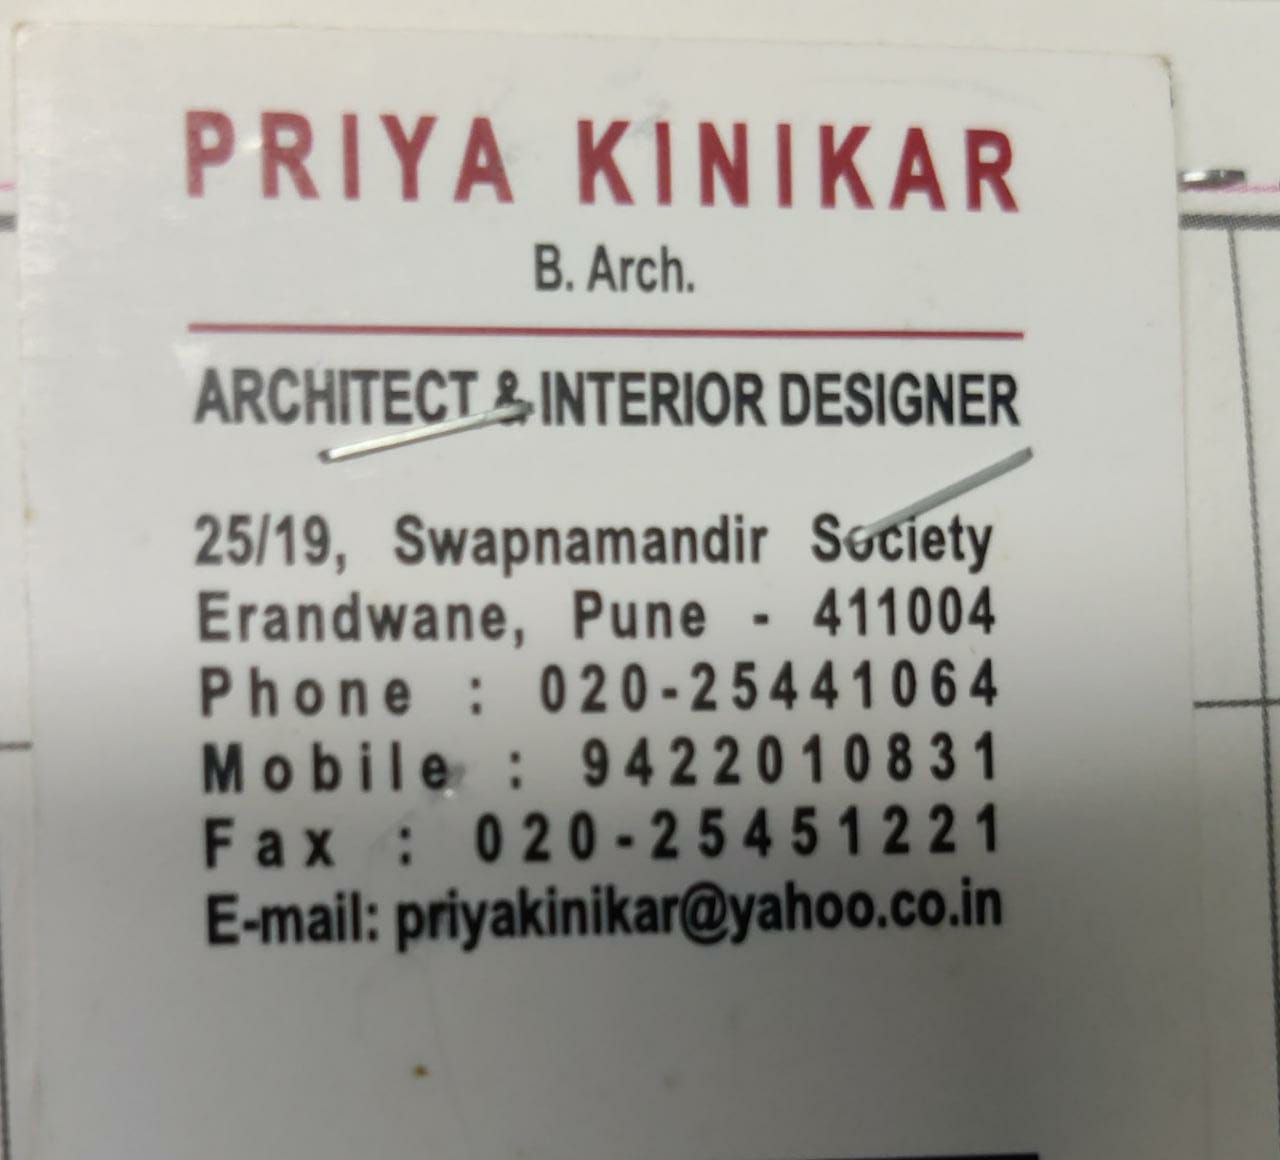 PRIYA KINIKAR
B. Arch.
ARCHITECT & INTERIOR DESIGNER
25/19, Swapnamandir Society
Erandwane, Pune - 411004
Phone : 020-25441064
Mobile : 9422010831
Fax : 020-25451221
E-mail: priyakinikar@yahoo.co.in